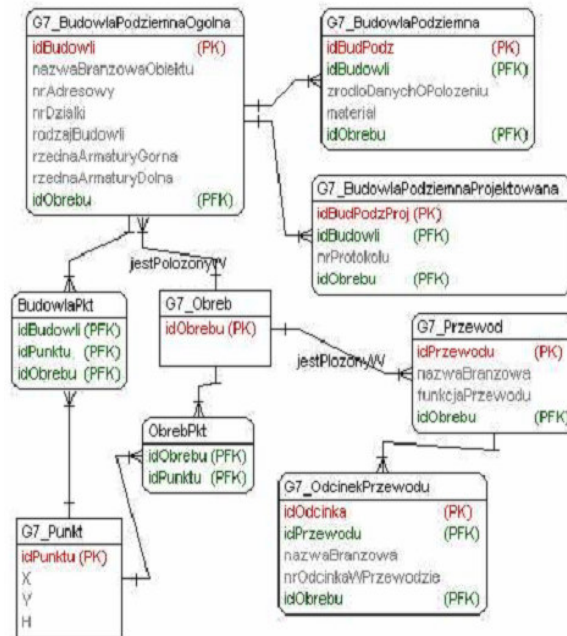 G7_BudowlaPodziemnaOgolna
idBudowli (PK)
nazwaBranzowaObiektu
nrAdresowy
nrDzialki
rodzajBudowli
rzednaArmaturyGorna
rzednaArmaturyDolna
idObrebu (PFK)
G7_BudowlaPodziemna
idBudPodz (PK)
idBudowli (PFK)
zrodloDanychOPolozeniu
material
idObrebu (PFK)
G7_BudowlaPodziemnaProjektowana
idBudPodzProj (PK)
idBudowli (PFK)
nrProtokolu
idObrebu (PFK)
jestPolozonyW
BudowlaPkt
idBudowli (PFK)
idPunktu (PFK)
idObrebu (PFK)
G7_Obreb
idObrebu (PK)
jestPlozonyW
G7_Przewod
idPrzewodu (PK)
nazwaBranzowa
funkcjaPrzewodu
idObrebu (PFK)
ObrebPkt
idObrebu (PFK)
idPunktu (PFK)
G7_OdcinekPrzewodu
idOdcinka (PK)
idPrzewodu (PFK)
nazwaBranzowa
nrOdcinkaWPrzewodzie
idObrebu (PFK)
G7_Punkt
idPunktu (PK)
X
Y
H